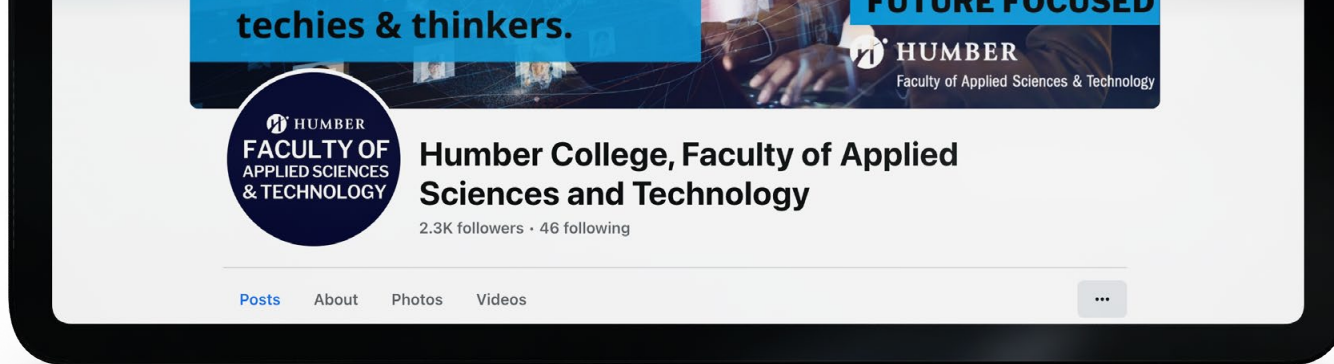 techies & thinkers.
FUTURE FOCUSED
HUMBER
Faculty of Applied Sciences & Technology
HUMBER
FACULTY OF
APPLIED SCIENCES
& TECHNOLOGY
Humber College, Faculty of Applied
Sciences and Technology
2.3K followers • 46 following
Posts About Photos Videos
...